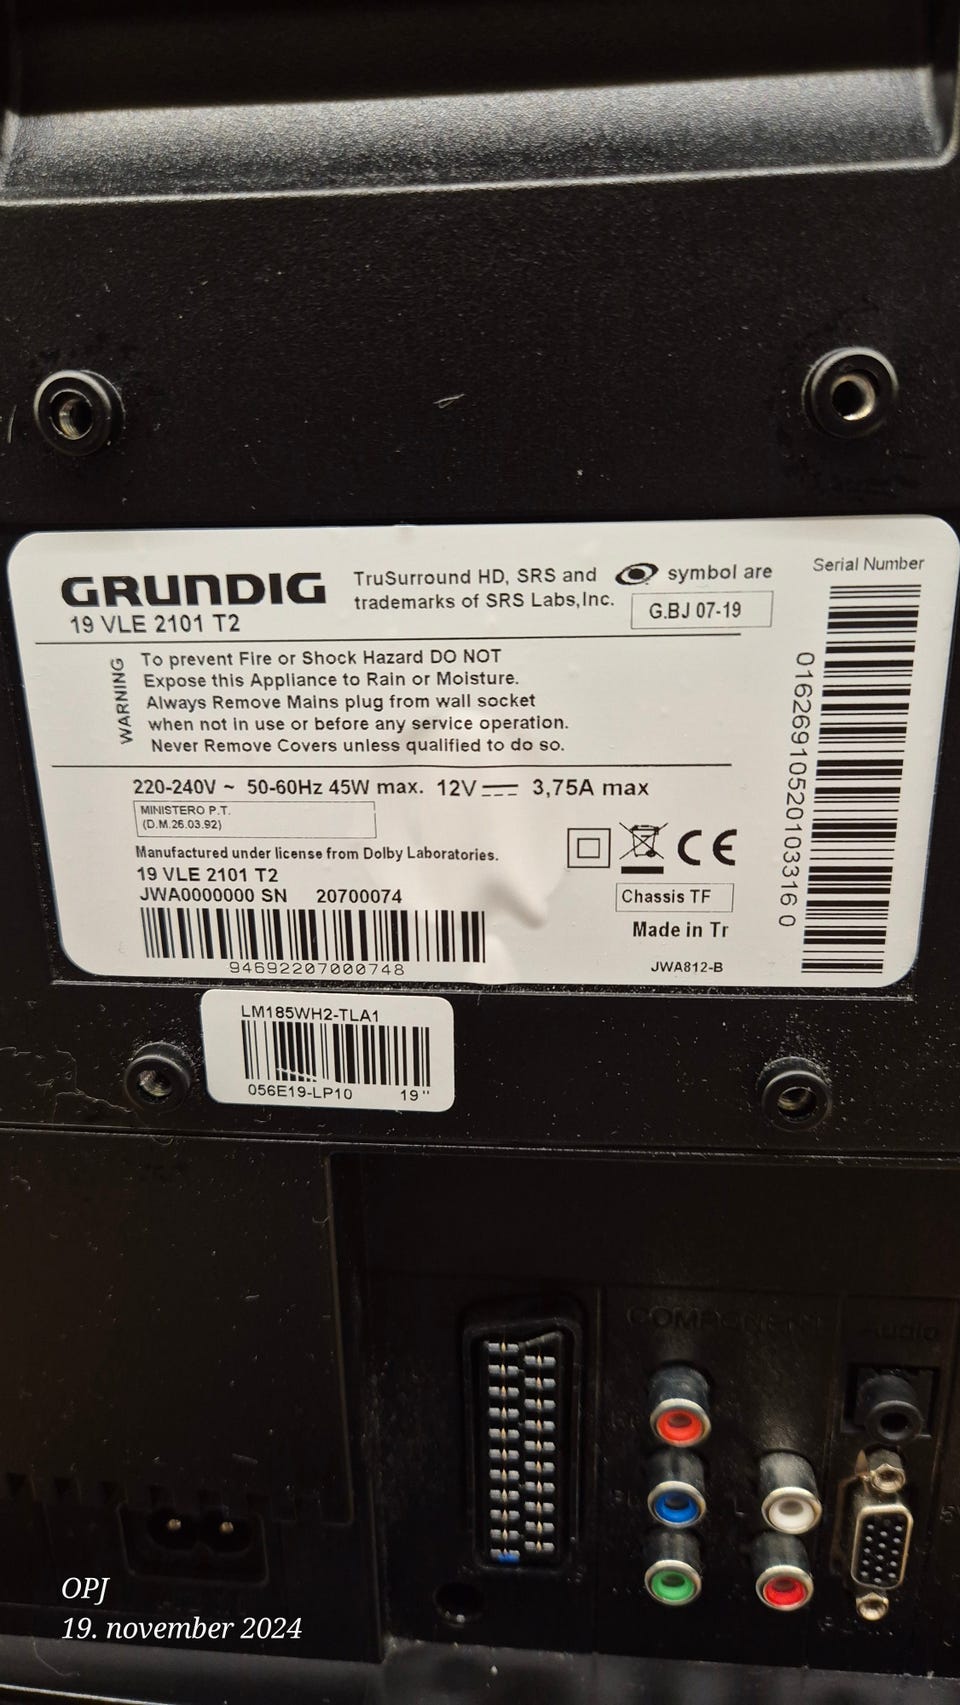 GRUNDIG
19 VLE 2101 T2
TruSurround HD, SRS and symbol are
trademarks of SRS Labs,Inc.
G.BJ 07-19
Serial Number
0162691052010331​6 0
WARNING
To prevent Fire or Shock Hazard DO NOT
Expose this Appliance to Rain or Moisture.
Always Remove Mains plug from wall socket
when not in use or before any service operation.
Never Remove Covers unless qualified to do so.
220-240V ~ 50-60Hz 45W max. 12V 3,75A max
MINISTERO P.T.
(D.M.26.03.92)
Manufactured under license from Dolby Laboratories.
19 VLE 2101 T2
JWA0000000 SN 20700074
94692207000748
CE
Chassis TF
Made in Tr
JWA812-B
LM185WH2-TLA1
056E19-LP10 19"
COMPONENT
Audio
OPJ
19. november 2024